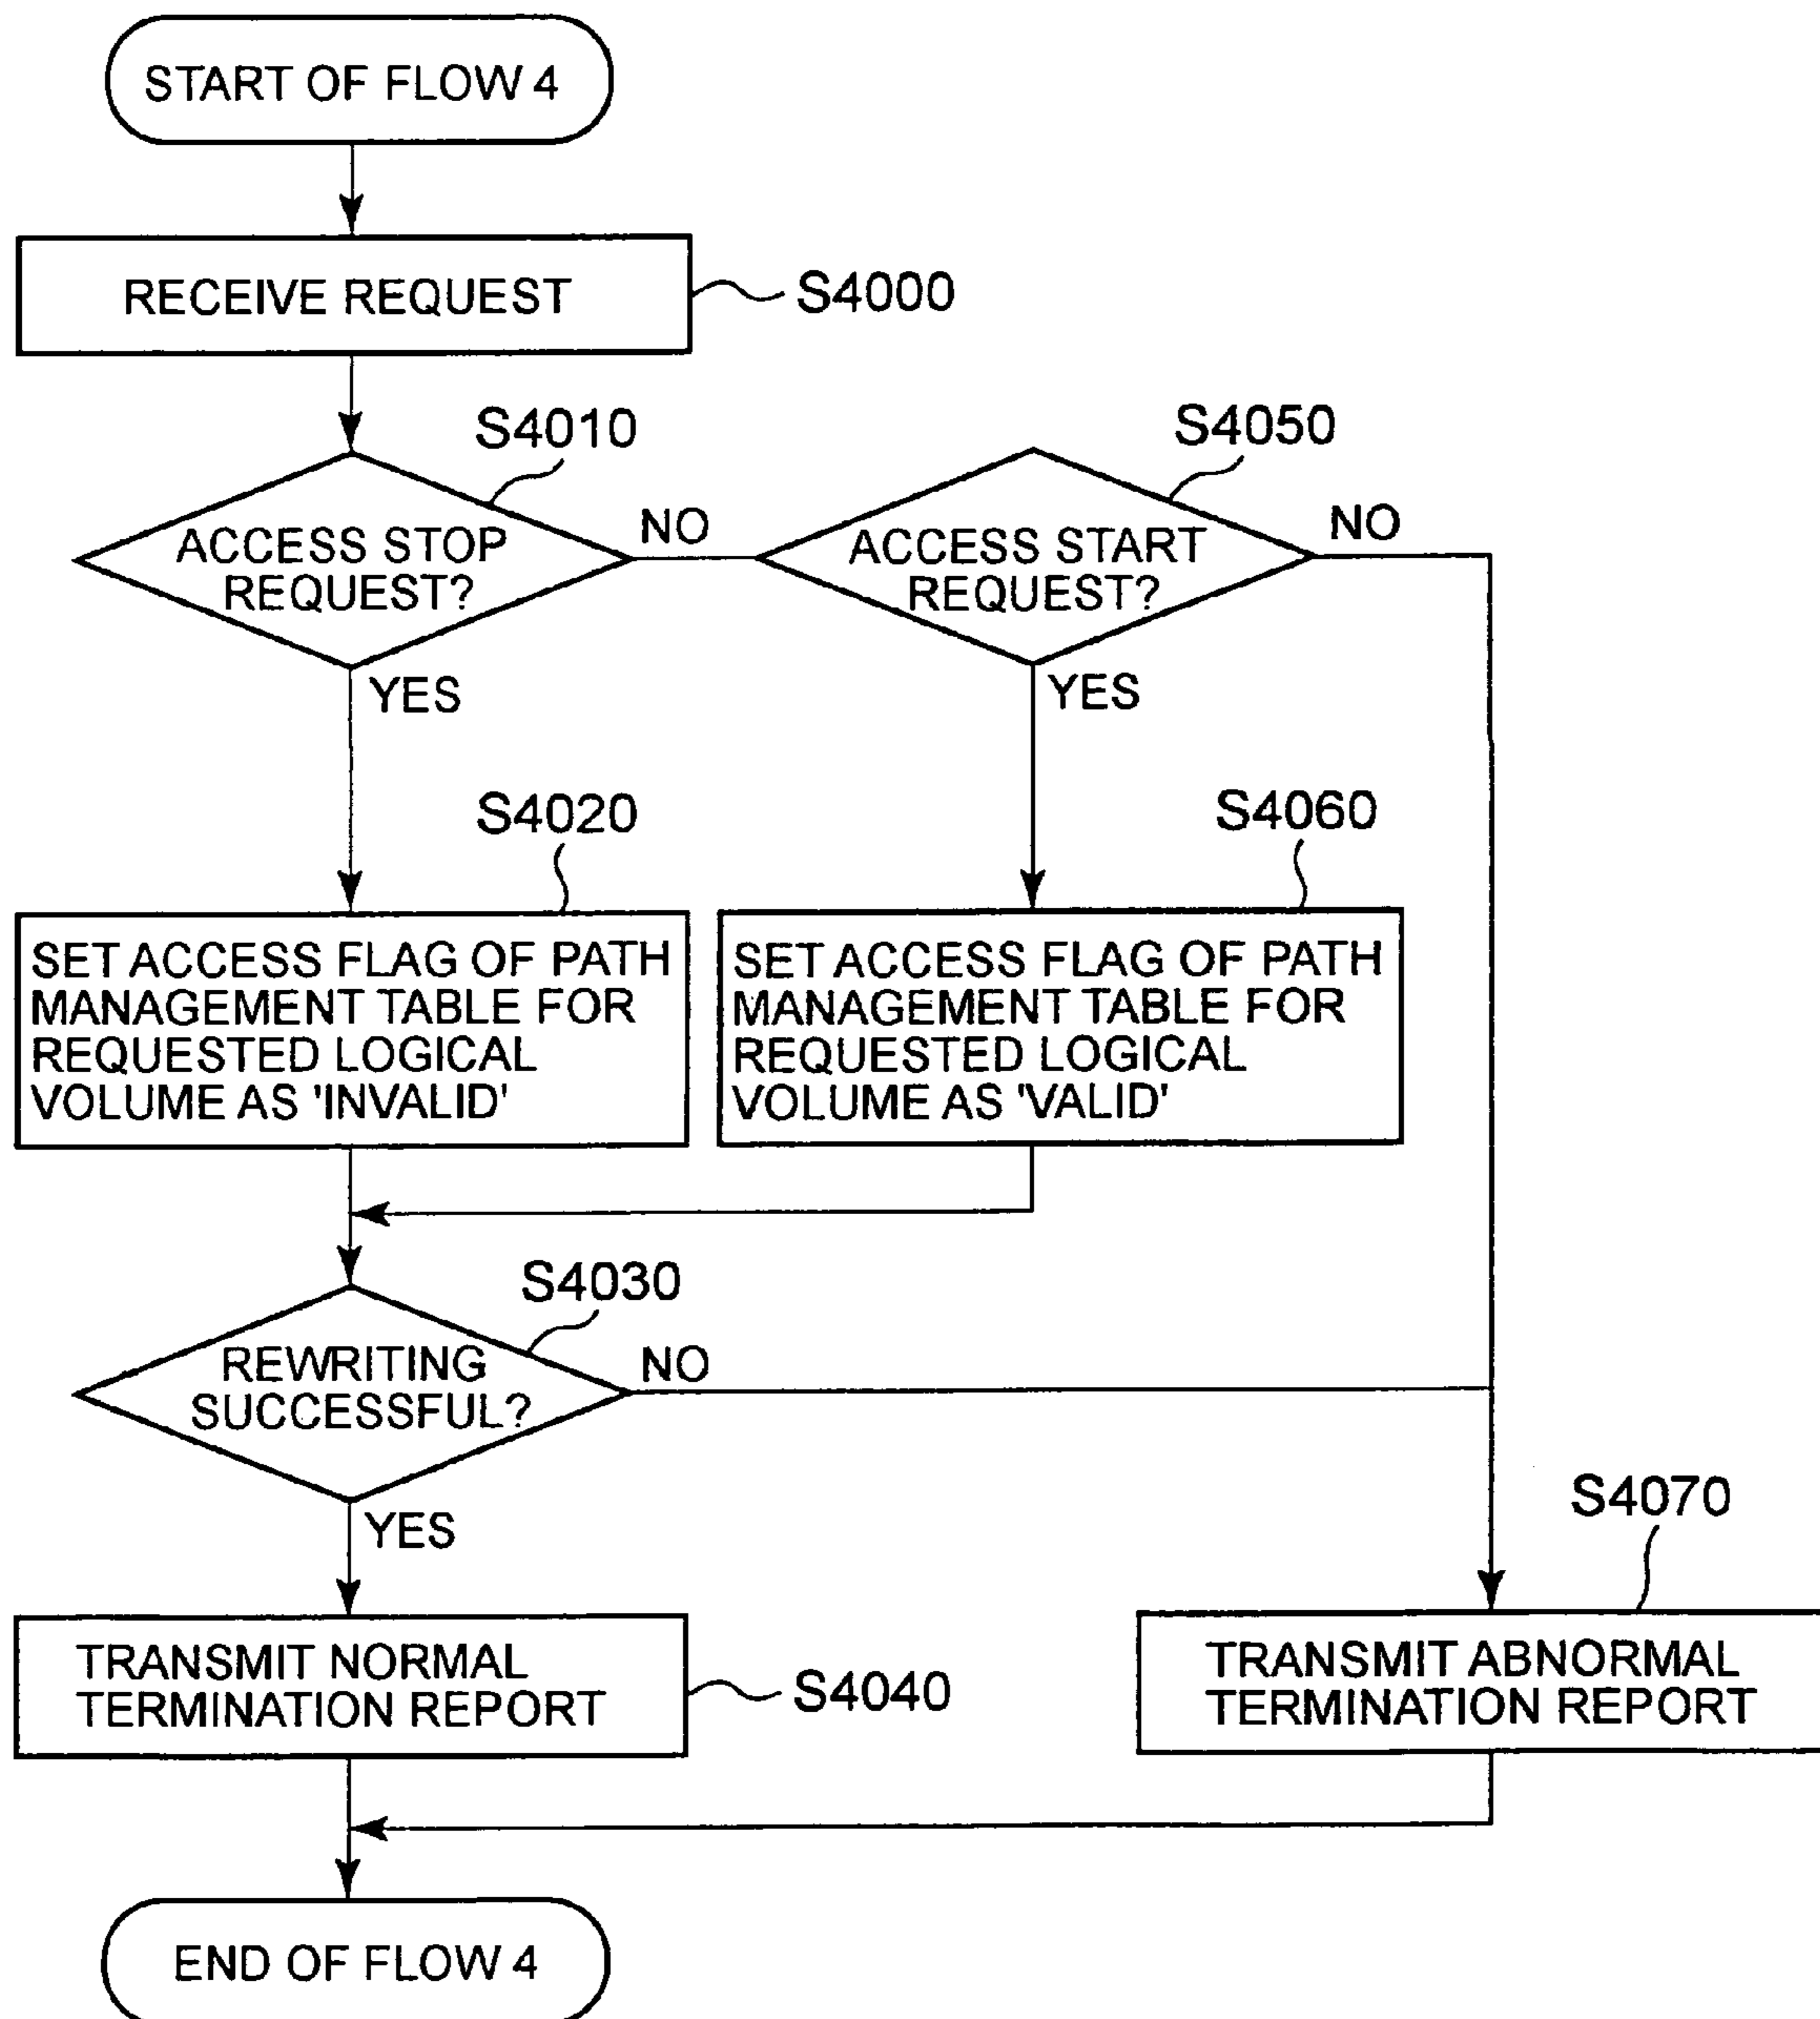 START OF FLOW 4
RECEIVE REQUEST
S4000
S4010
S4050
ACCESS STOP
REQUEST?
NO
ACCESS START
REQUEST?
NO
YES
YES
S4020
S4060
SET ACCESS FLAG OF PATH
MANAGEMENT TABLE FOR
REQUESTED LOGICAL
VOLUME AS 'INVALID'
SET ACCESS FLAG OF PATH
MANAGEMENT TABLE FOR
REQUESTED LOGICAL
VOLUME AS 'VALID'
S4030
REWRITING
SUCCESSFUL?
NO
YES
S4070
TRANSMIT NORMAL
TERMINATION REPORT
S4040
TRANSMIT ABNORMAL
TERMINATION REPORT
END OF FLOW 4